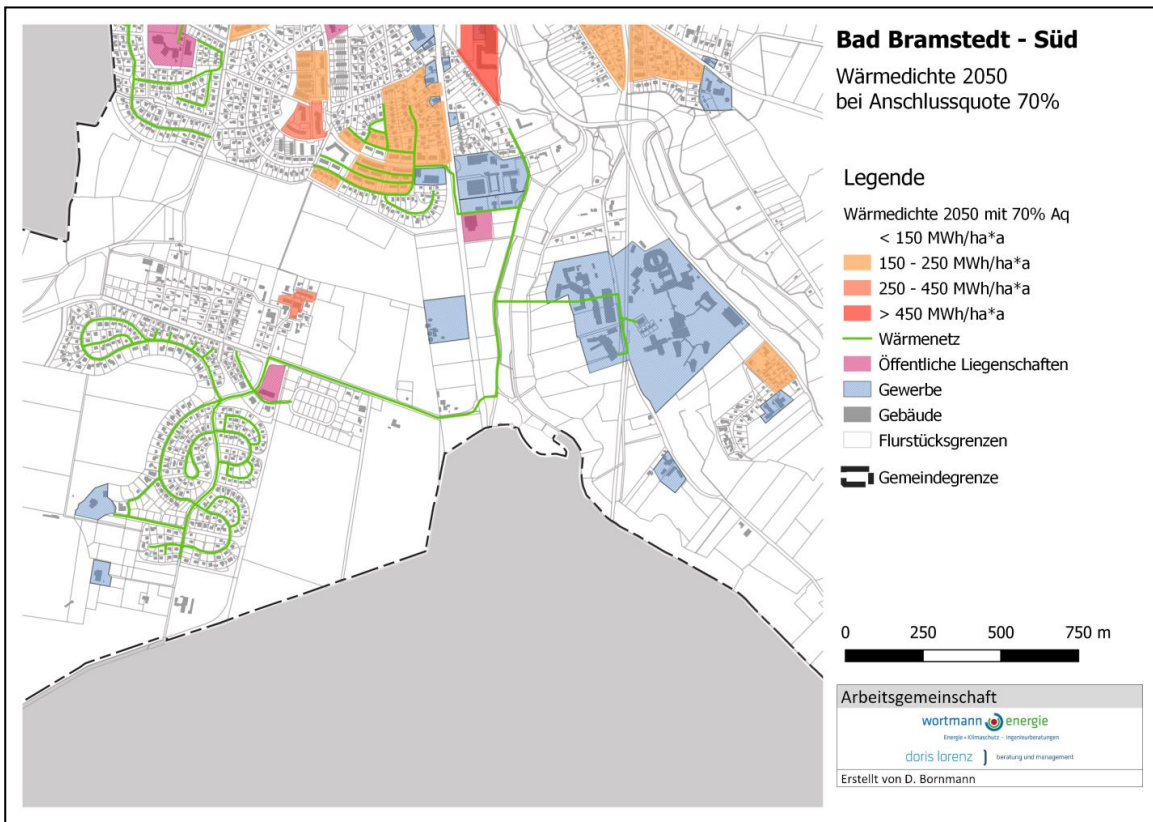 Bad Bramstedt - Süd
Wärmedichte 2050
bei Anschlussquote 70%
Legende
Wärmedichte 2050 mit 70% Aq
< 150 MWh/ha*a
150 - 250 MWh/ha*a
250 - 450 MWh/ha*a
> 450 MWh/ha*a
Wärmenetz
Öffentliche Liegenschaften
Gewerbe
Gebäude
Flurstücksgrenzen
Gemeindegrenze
0 250 500 750 m
Arbeitsgemeinschaft
wortmann energie
Energie + Klimaschutz – Ingenieurberatungen
doris lorenz beratung und management
Erstellt von D. Bornmann